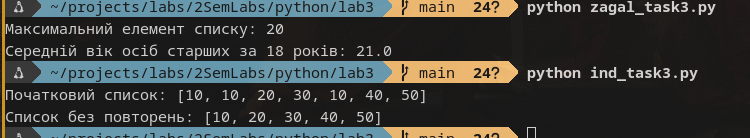 ~/projects/labs/2SemLabs/python/lab3 main 24? python zagal_task3.py
Максимальний елемент списку: 20
Середній вік осіб старших за 18 років: 21.0
~/projects/labs/2SemLabs/python/lab3 main 24? python ind_task3.py
Початковий список: [10, 10, 20, 30, 10, 40, 50]
Список без повторень: [10, 20, 30, 40, 50]
~/projects/labs/2SemLabs/python/lab3 main 24?